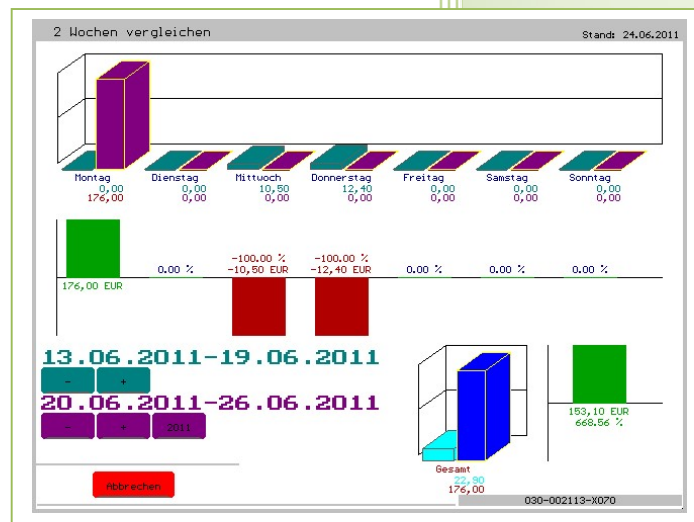 2 Wochen vergleichen
Stand: 24.06.2011
Montag Dienstag Mittwoch Donnerstag Freitag Samstag Sonntag
0,00 0,00 10,50 12,40 0,00 0,00 0,00
176,00 0,00 0,00 0,00 0,00 0,00 0,00
-100.00 % -100.00 %
0.00 % -10,50 EUR -12,40 EUR 0.00 % 0.00 % 0.00 %
176,00 EUR
13.06.2011-19.06.2011
- +
20.06.2011-26.06.2011
- + 2011
153,10 EUR
668.56 %
Gesamt
22,90
176,00
Abbrechen
030-002113-X070